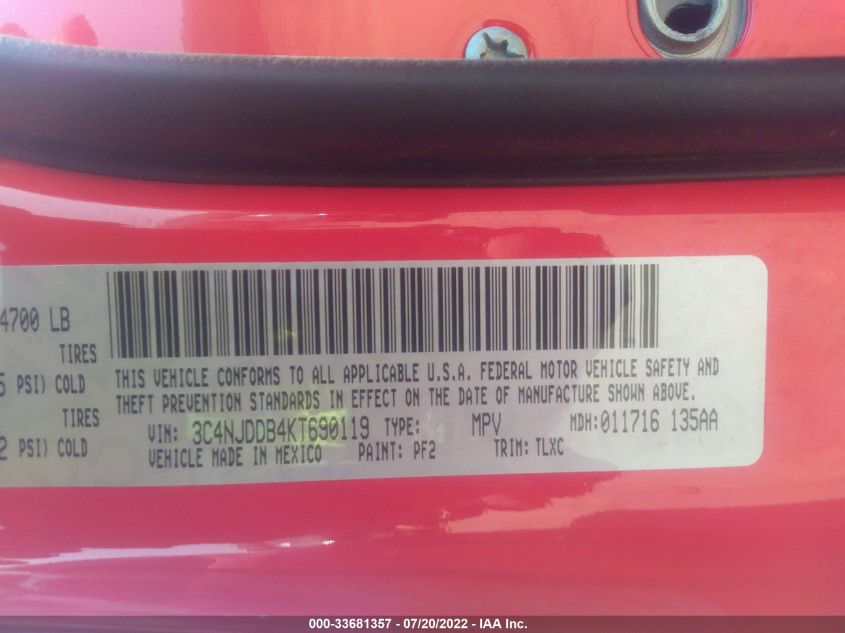 4700 LB
TIRES
5 PSI) COLD
TIRES
2 PSI) COLD
THIS VEHICLE CONFORMS TO ALL APPLICABLE U.S.A. FEDERAL MOTOR VEHICLE SAFETY AND
THEFT PREVENTION STANDARDS IN EFFECT ON THE DATE OF MANUFACTURE SHOWN ABOVE.
VIN: 3C4NJDDB4KT690119 TYPE: MPV MDH:011716 135AA
VEHICLE MADE IN MEXICO PAINT: PF2 TRIM: TLXC
000-33681357 - 07/20/2022 - IAA Inc.